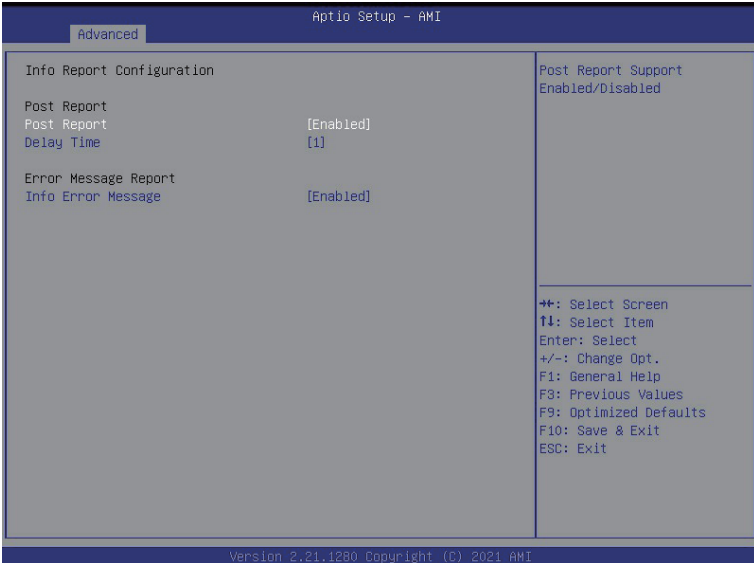 Aptio Setup – AMI
Advanced
Info Report Configuration
Post Report
Post Report [Enabled]
Delay Time [1]
Error Message Report
Info Error Message [Enabled]
Post Report Support
Enabled/Disabled
→←: Select Screen
↑↓: Select Item
Enter: Select
+/-: Change Opt.
F1: General Help
F3: Previous Values
F9: Optimized Defaults
F10: Save & Exit
ESC: Exit
Version 2.21.1280 Copyright (C) 2021 AMI